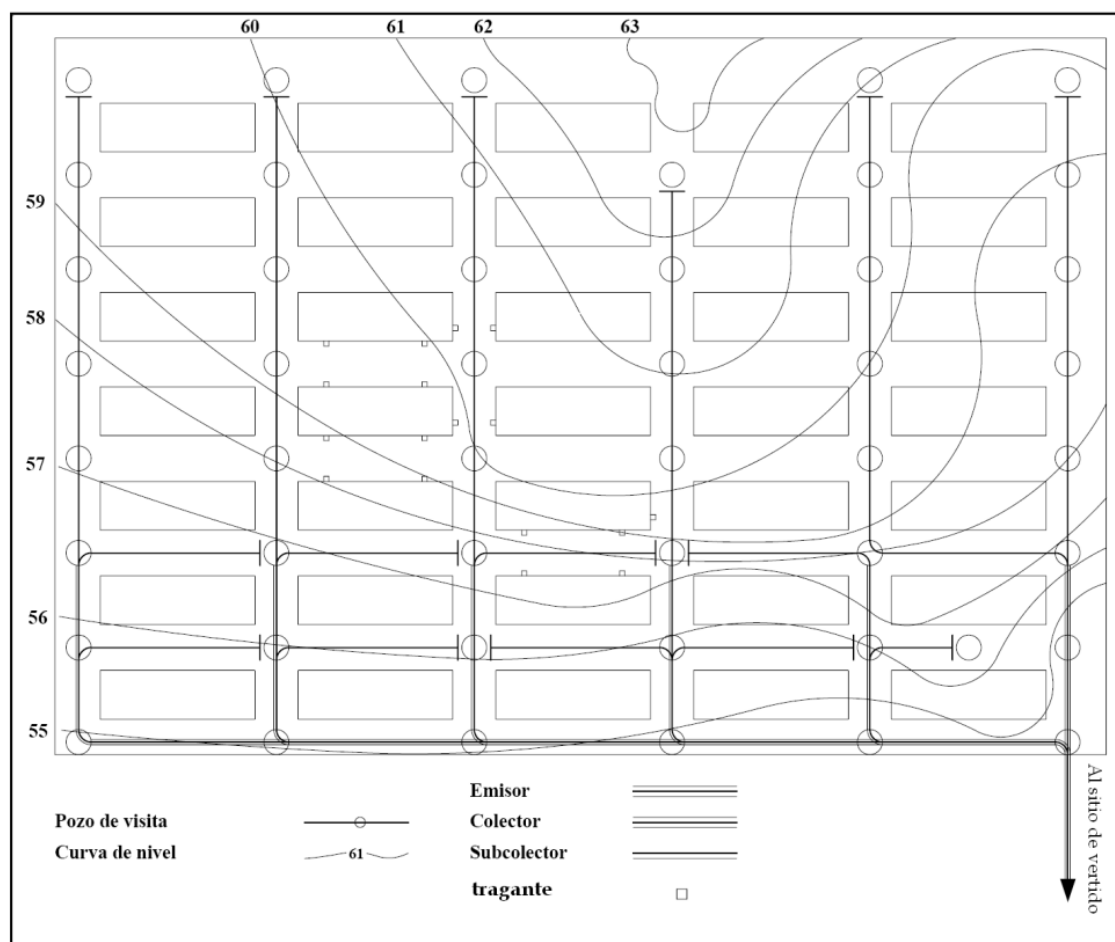 60 61 62 63
59
58
57
56
55
Emisor
Pozo de visita Colector
Curva de nivel 61 Subcolector
tragante
Al sitio de vertido